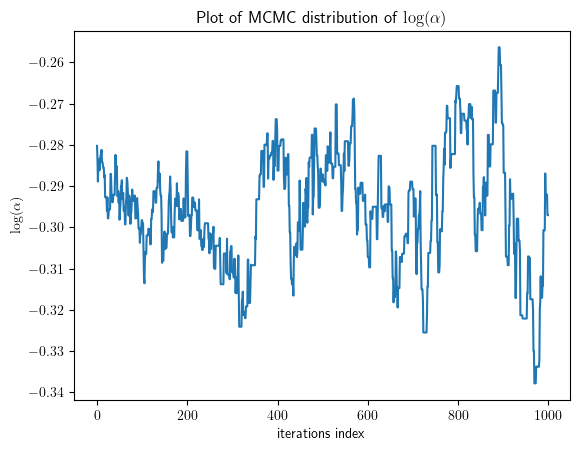 Plot of MCMC distribution of log(α)
−0.26
−0.27
−0.28
−0.29
−0.30
−0.31
−0.32
−0.33
−0.34
log(α)
0 200 400 600 800 1000
iterations index